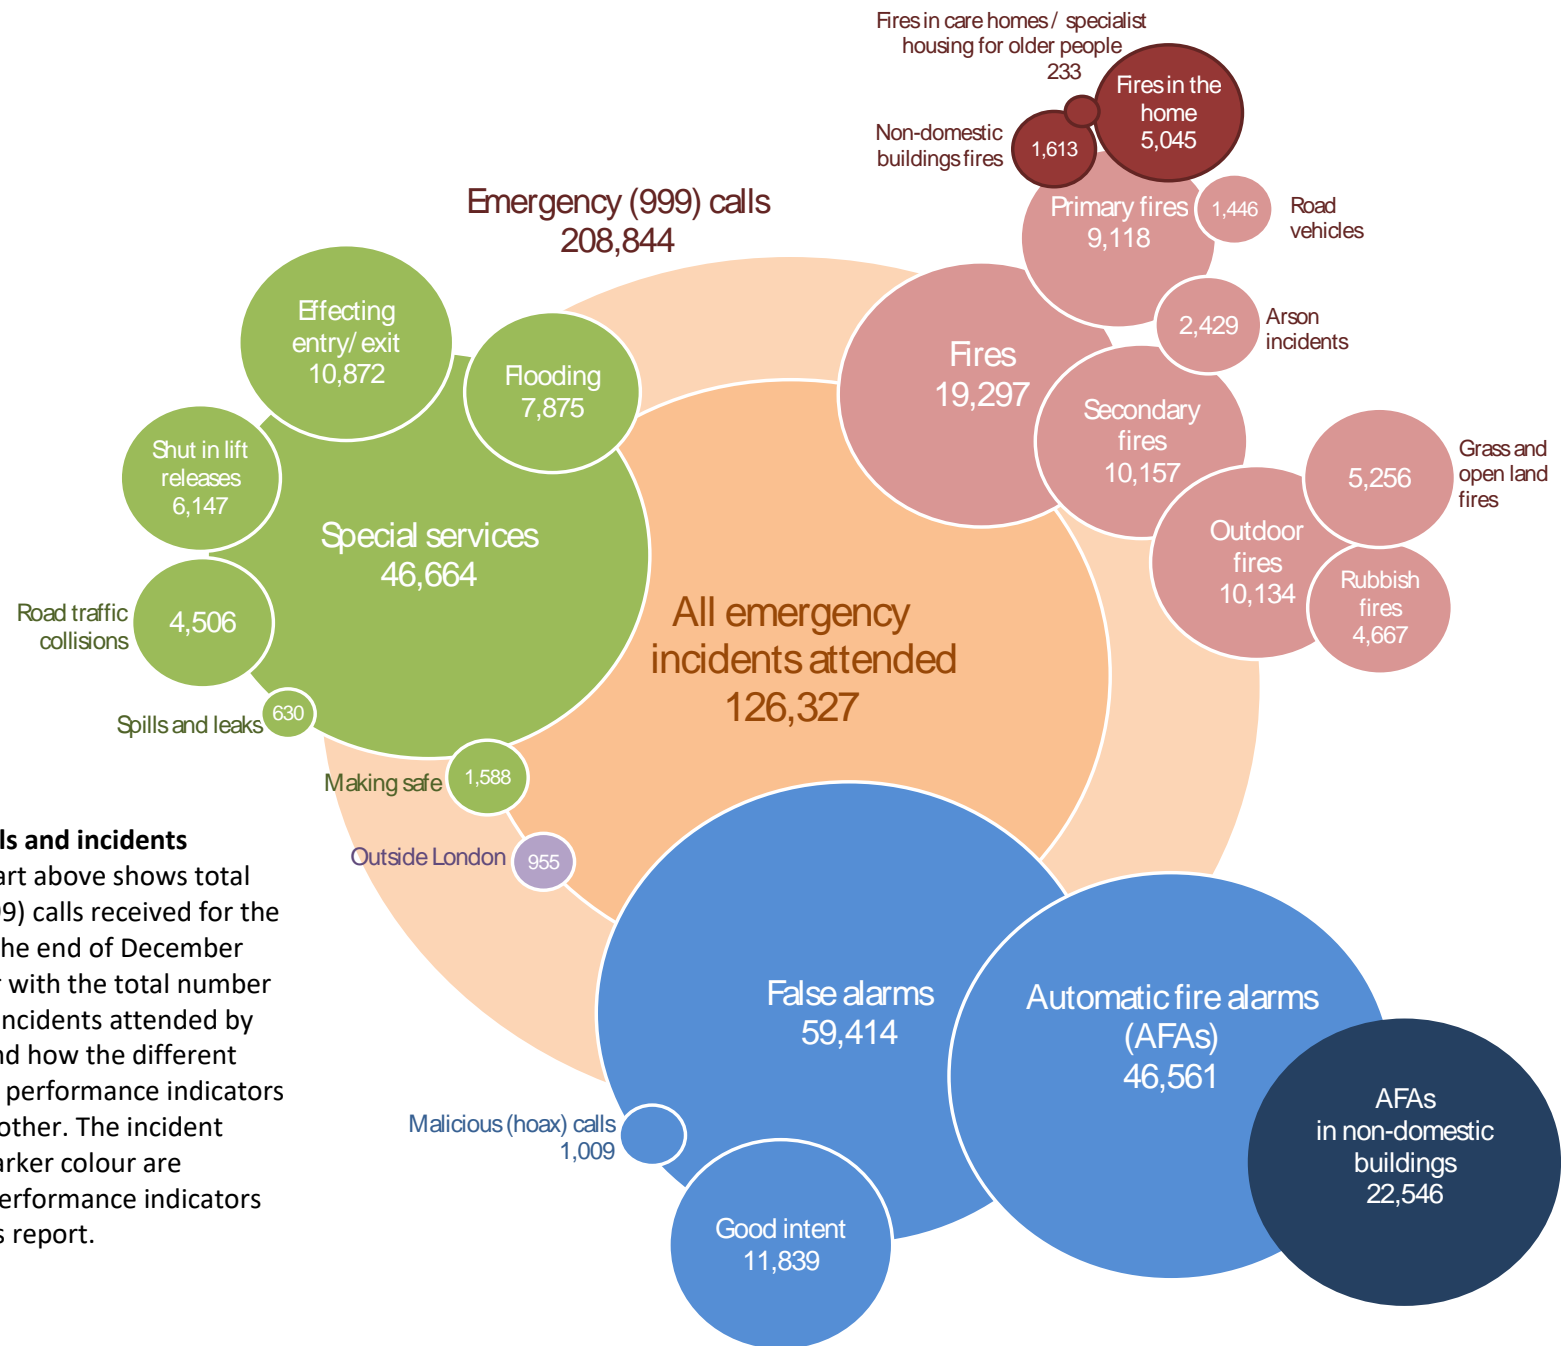 Fires in care homes / specialist
housing for older people
233
Fires in the
home
5,045
Non-domestic
buildings fires
1,613
Primary fires
9,118
1,446
Road
vehicles
Emergency (999) calls
208,844
Effecting
entry/ exit
10,872
Flooding
7,875
Fires
19,297
2,429
Arson
incidents
Secondary
fires
10,157
Shut in lift
releases
6,147
5,256
Grass and
open land
fires
Special services
46,664
Outdoor
fires
10,134
Rubbish
fires
4,667
Road traffic
collisions
4,506
All emergency
incidents attended
126,327
Spills and leaks
630
Making safe
1,588
Outside London
955
ls and incidents
art above shows total
99) calls received for the
the end of December
r with the total number
incidents attended by
nd how the different
performance indicators
other. The incident
arker colour are
erformance indicators
s report.
False alarms
59,414
Automatic fire alarms
(AFAs)
46,561
AFAs
in non-domestic
buildings
22,546
Malicious (hoax) calls
1,009
Good intent
11,839